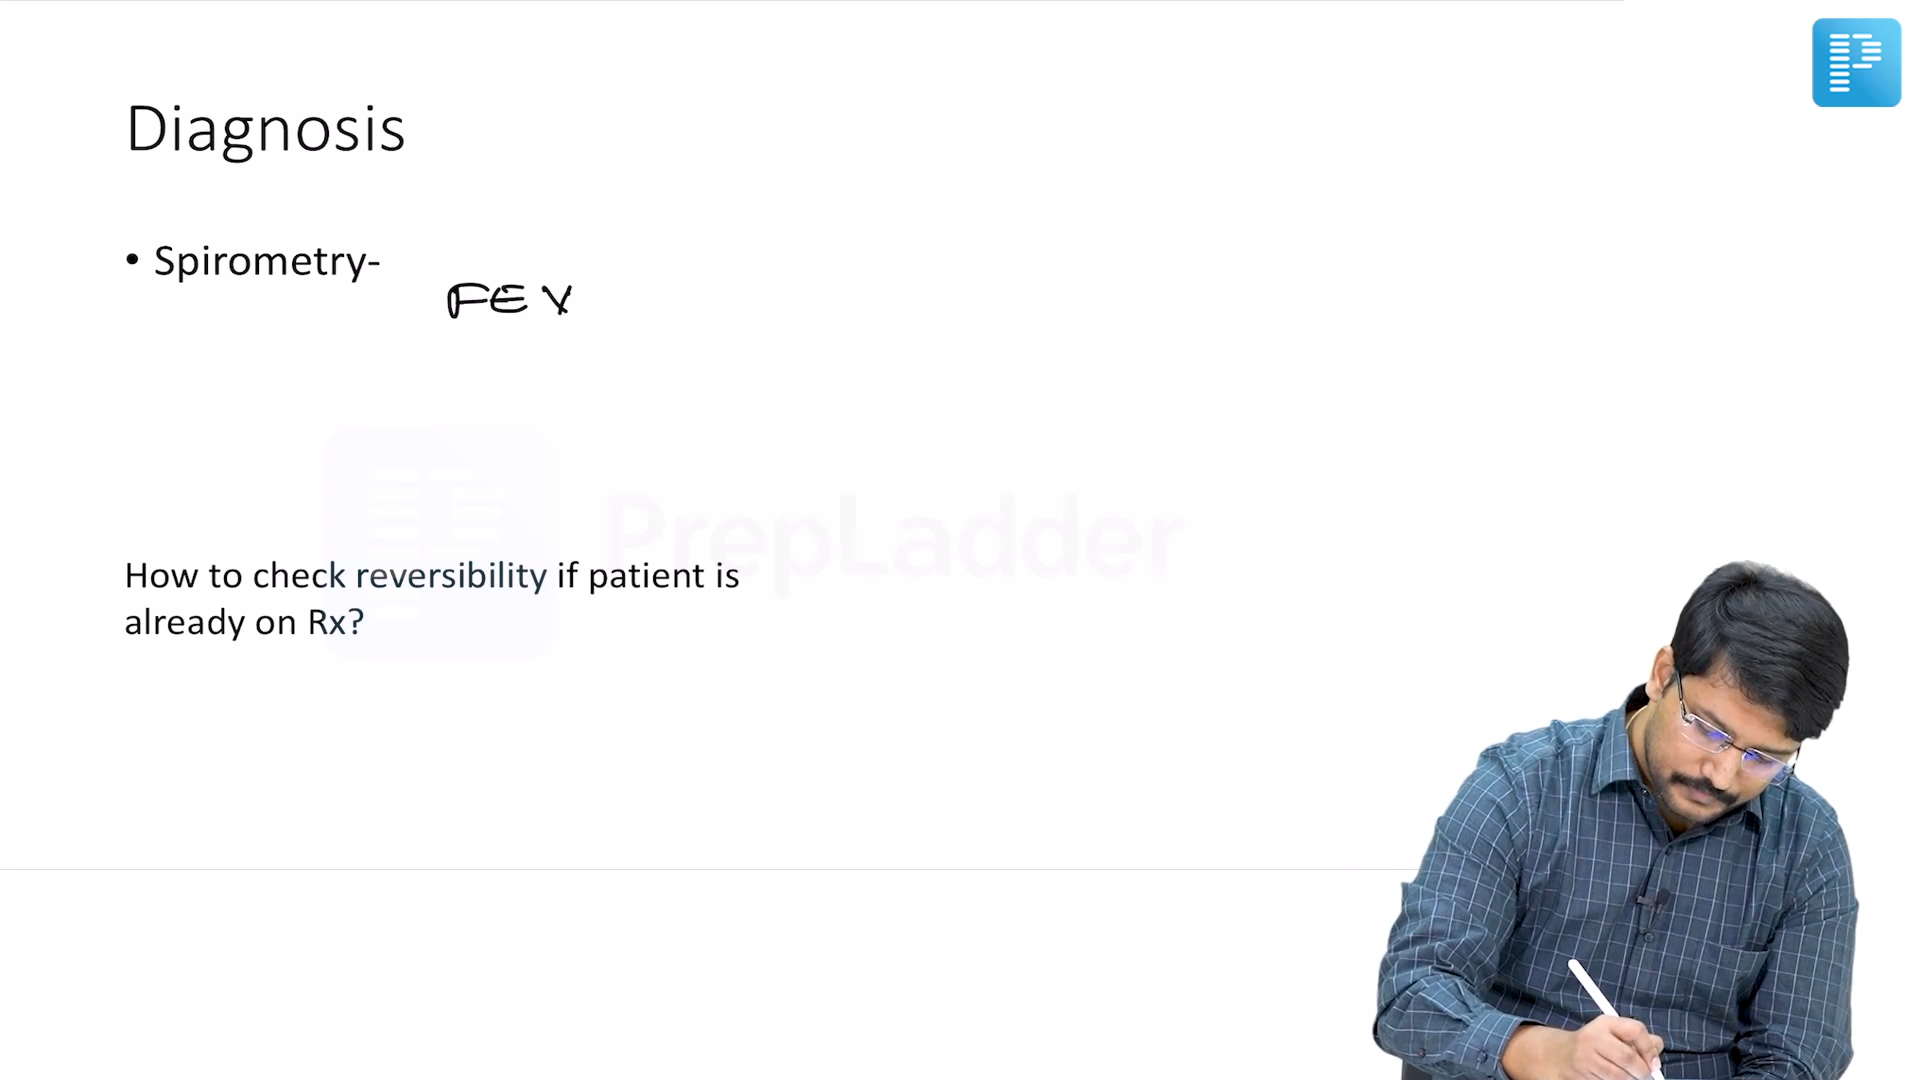 Diagnosis
• Spirometry-
FEV
PrepLadder
How to check reversibility if patient is
already on Rx?